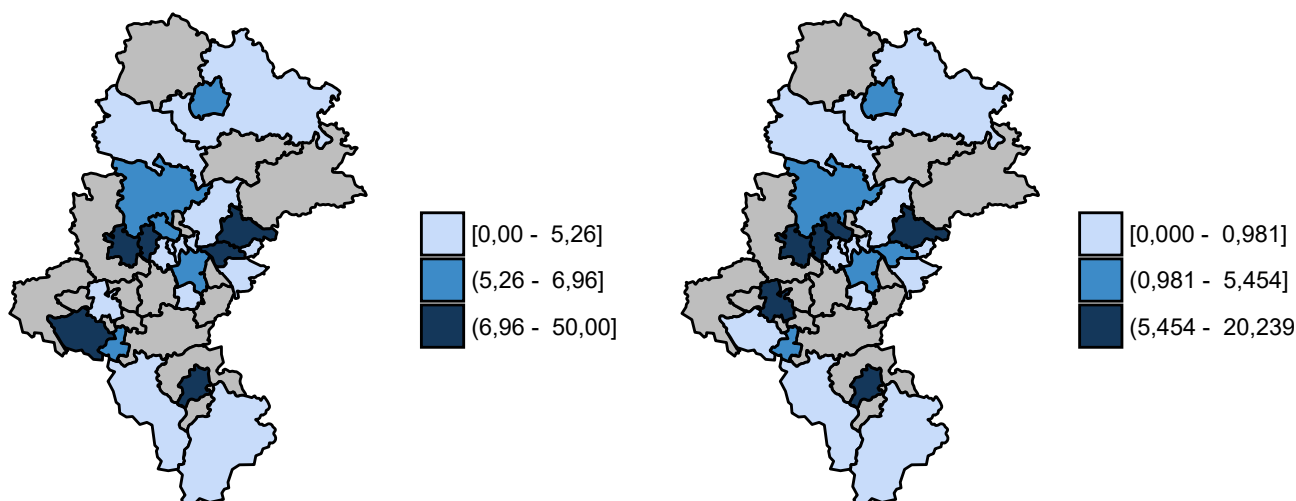 [0,00 - 5,26]
(5,26 - 6,96]
(6,96 - 50,00]
[0,000 - 0,981]
(0,981 - 5,454]
(5,454 - 20,239